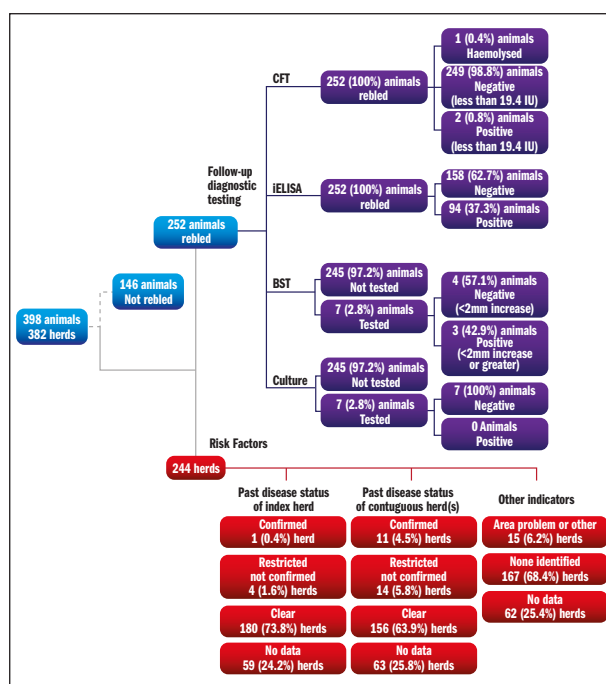 1 (0.4%) animals
Haemolysed
CFT
252 (100%) animals
rebled
249 (98.8%) animals
Negative
(less than 19.4 IU)
2 (0.8%) animals
Positive
(less than 19.4 IU)
Follow-up
diagnostic
testing
iELISA
252 (100%) animals
rebled
158 (62.7%) animals
Negative
94 (37.3%) animals
Positive
252 animals
rebled
146 animals
Not rebled
398 animals
382 herds
BST
245 (97.2%) animals
Not tested
7 (2.8%) animals
Tested
4 (57.1%) animals
Negative
(<2mm increase)
3 (42.9%) animals
Positive
(<2mm increase
or greater)
Culture
245 (97.2%) animals
Not tested
7 (2.8%) animals
Tested
7 (100%) animals
Negative
0 Animals
Positive
Risk Factors
244 herds
Past disease status
of index herd
Confirmed
1 (0.4%) herd
Restricted
not confirmed
4 (1.6%) herds
Clear
180 (73.8%) herds
No data
59 (24.2%) herds
Past disease status
of contuguous herd(s)
Confirmed
11 (4.5%) herds
Restricted
not confirmed
14 (5.8%) herds
Clear
156 (63.9%) herds
No data
63 (25.8%) herds
Other indicators
Area problem or other
15 (6.2%) herds
None identified
167 (68.4%) herds
No data
62 (25.4%) herds